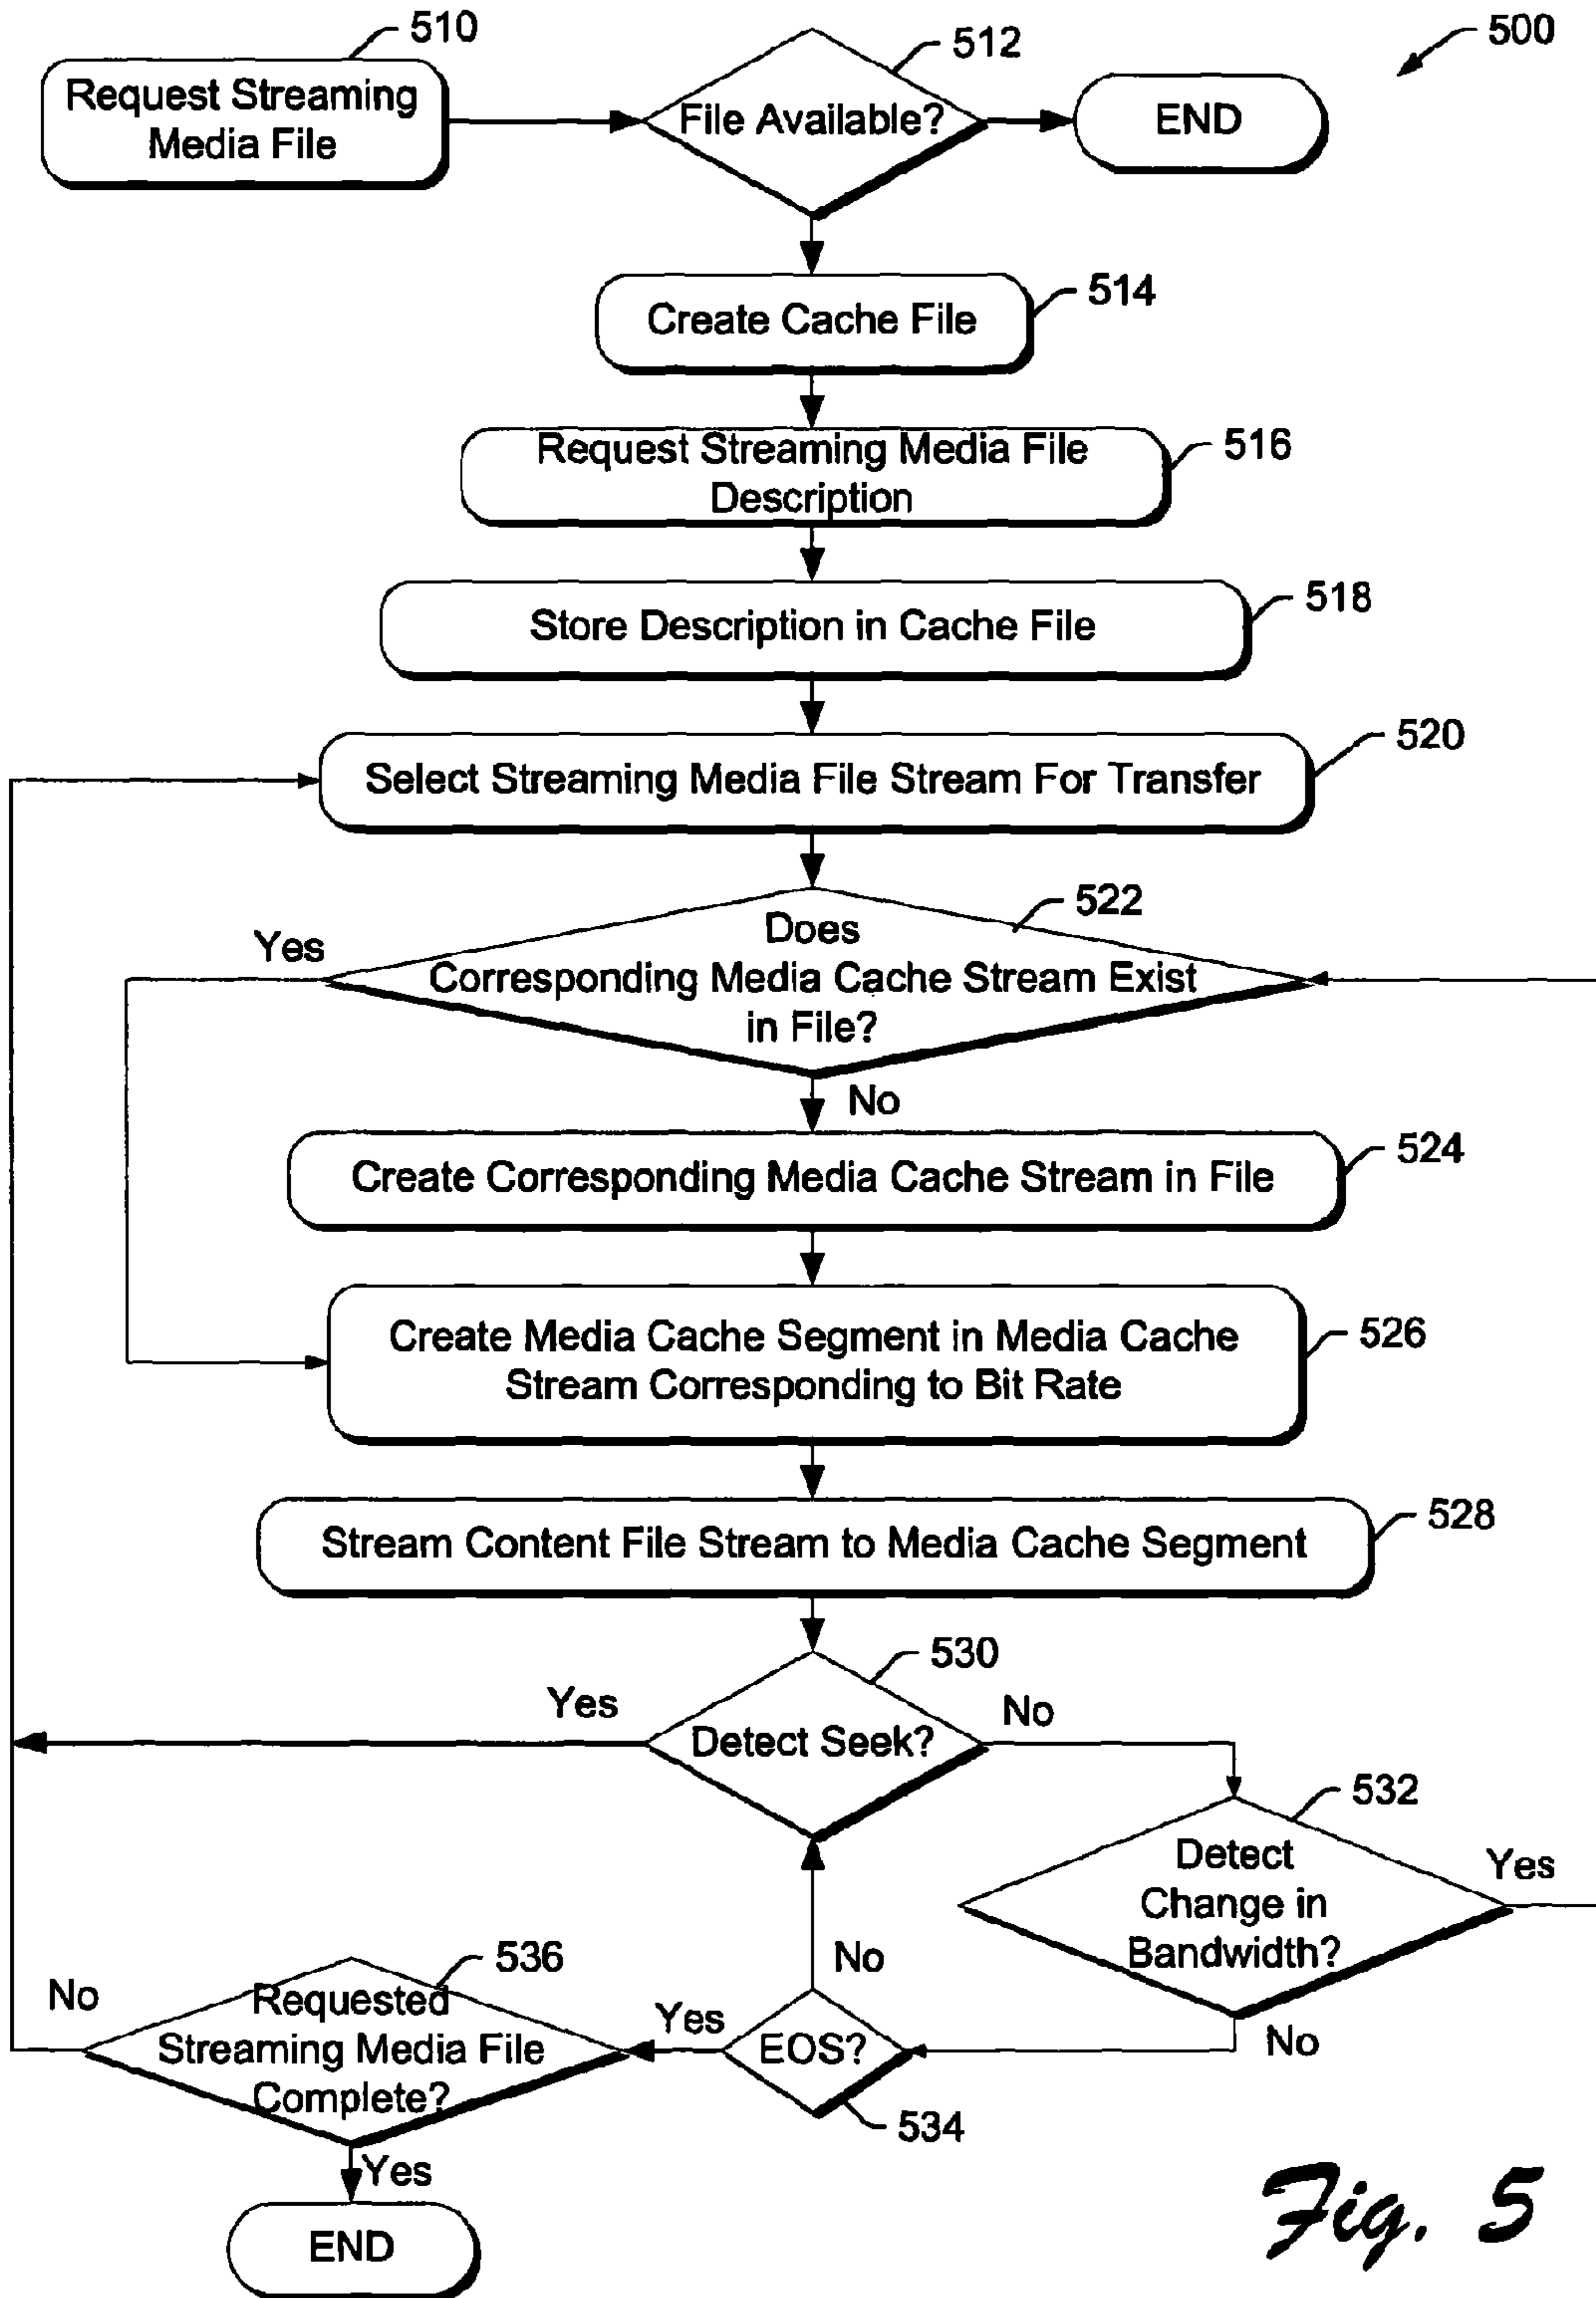 510
512
500
Request Streaming
Media File
File Available?
END
514
Create Cache File
516
Request Streaming Media File
Description
518
Store Description in Cache File
520
Select Streaming Media File Stream For Transfer
522
Yes
Does
Corresponding Media Cache Stream Exist
in File?
No
524
Create Corresponding Media Cache Stream in File
526
Create Media Cache Segment in Media Cache
Stream Corresponding to Bit Rate
528
Stream Content File Stream to Media Cache Segment
530
Yes
No
Detect Seek?
532
Detect
Change in
Bandwidth?
Yes
No
536
No
Requested
Streaming Media File
Complete?
Yes
EOS?
No
534
Yes
END
Fig. 5